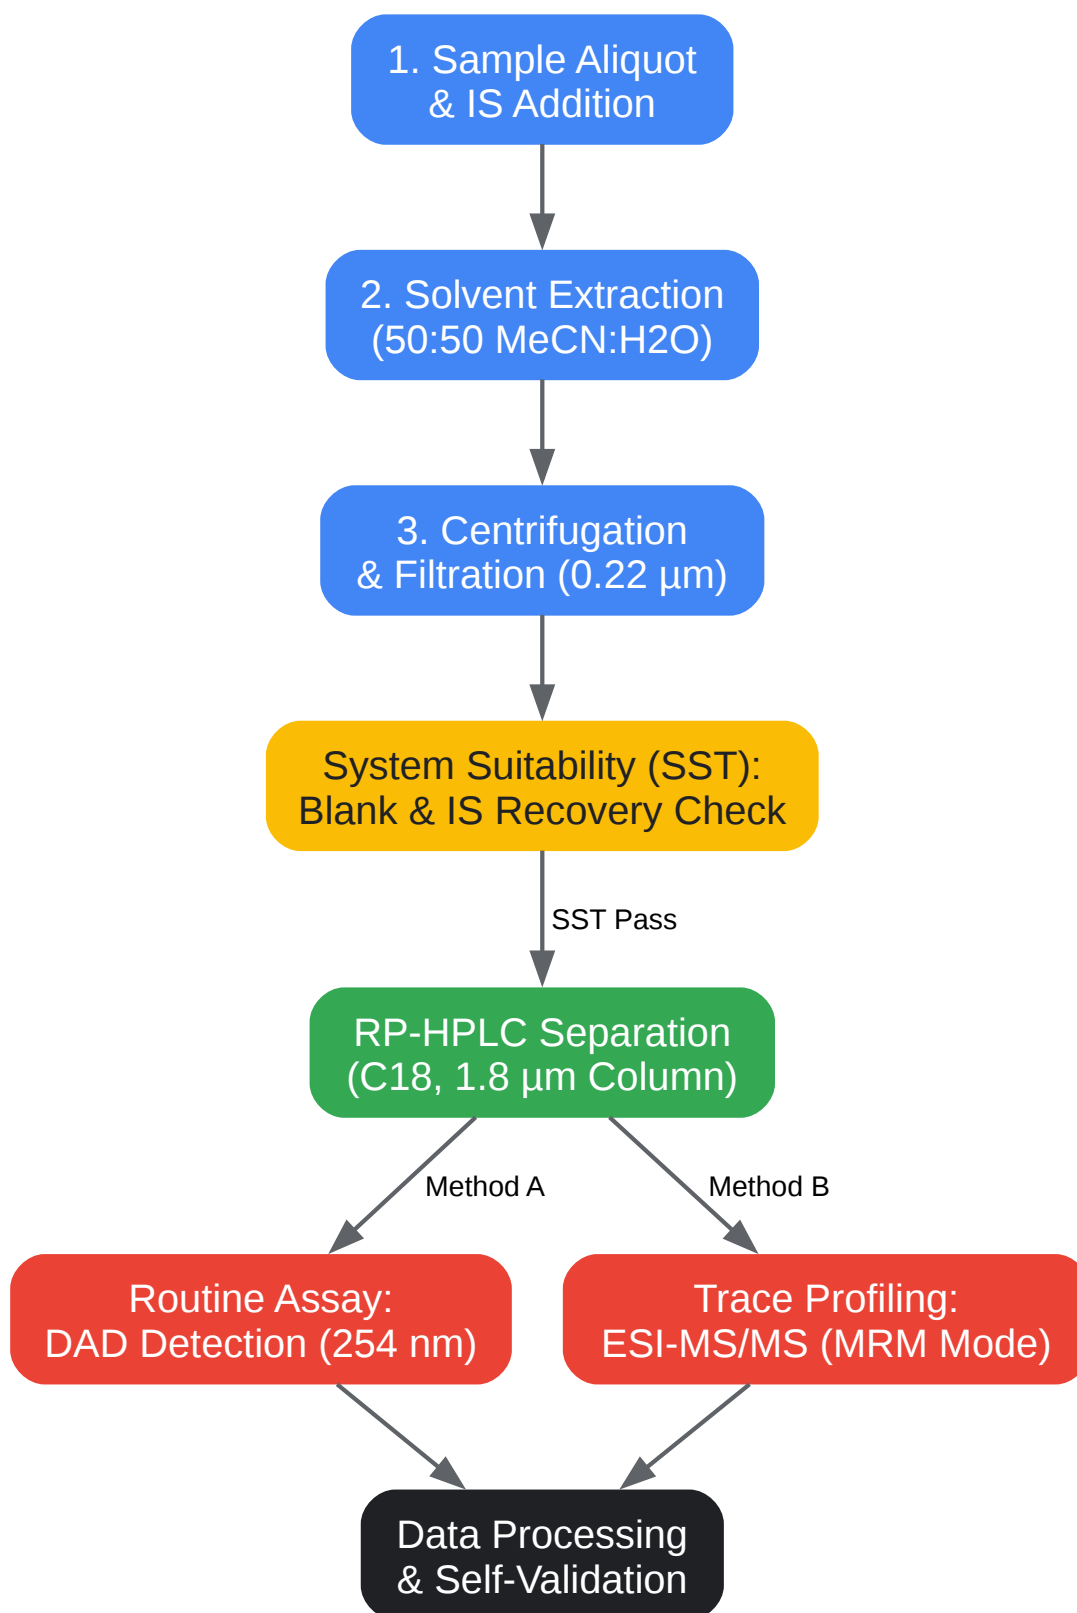 1. Sample Aliquot
& IS Addition
2. Solvent Extraction
(50:50 MeCN:H2O)
3. Centrifugation
& Filtration (0.22 µm)
System Suitability (SST):
Blank & IS Recovery Check
SST Pass
RP-HPLC Separation
(C18, 1.8 µm Column)
Method A
Method B
Routine Assay:
DAD Detection (254 nm)
Trace Profiling:
ESI-MS/MS (MRM Mode)
Data Processing
& Self-Validation